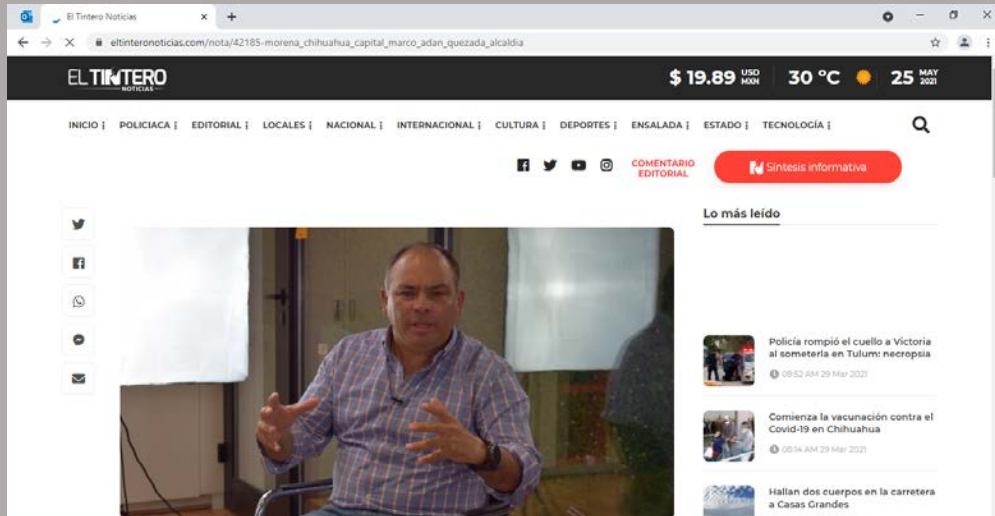 El Tintero Noticias
eltinteronoticias.com/nota/42185-morena_chihuahua_capital_marco_adan_quezada_alcaldia
EL TINTERO
NOTICIAS
$ 19.89 USD MXN
30 °C
25 MAY 2021
INICIO
POLICIACA
EDITORIAL
LOCALES
NACIONAL
INTERNACIONAL
CULTURA
DEPORTES
ENSALADA
ESTADO
TECNOLOGÍA
COMENTARIO
EDITORIAL
Síntesis informativa
Lo más leído
Policía rompió el cuello a Victoria
al someterla en Tulum: necropsia
08:52 AM 29 Mar 2021
Comienza la vacunación contra el
Covid-19 en Chihuahua
08:14 AM 29 Mar 2021
Hallan dos cuerpos en la carretera
a Casas Grandes